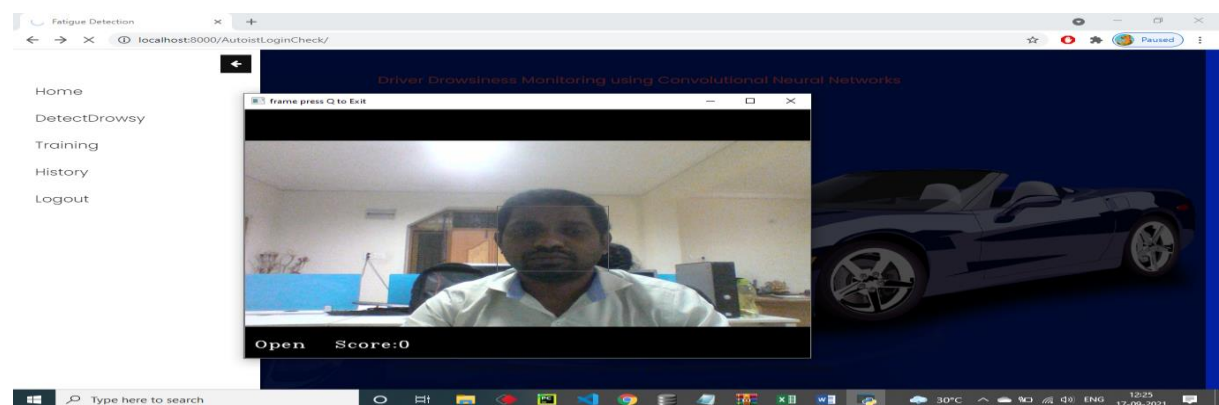 Fatigue Detection
localhost:8000/AutoistLoginCheck/
Paused
Driver Drowsiness Monitoring using Convolutional Neural Networks
Home
DetectDrowsy
Training
History
Logout
frame press Q to Exit
Open Score:0
Type here to search
30°C
ENG
12:25
17-09-2021